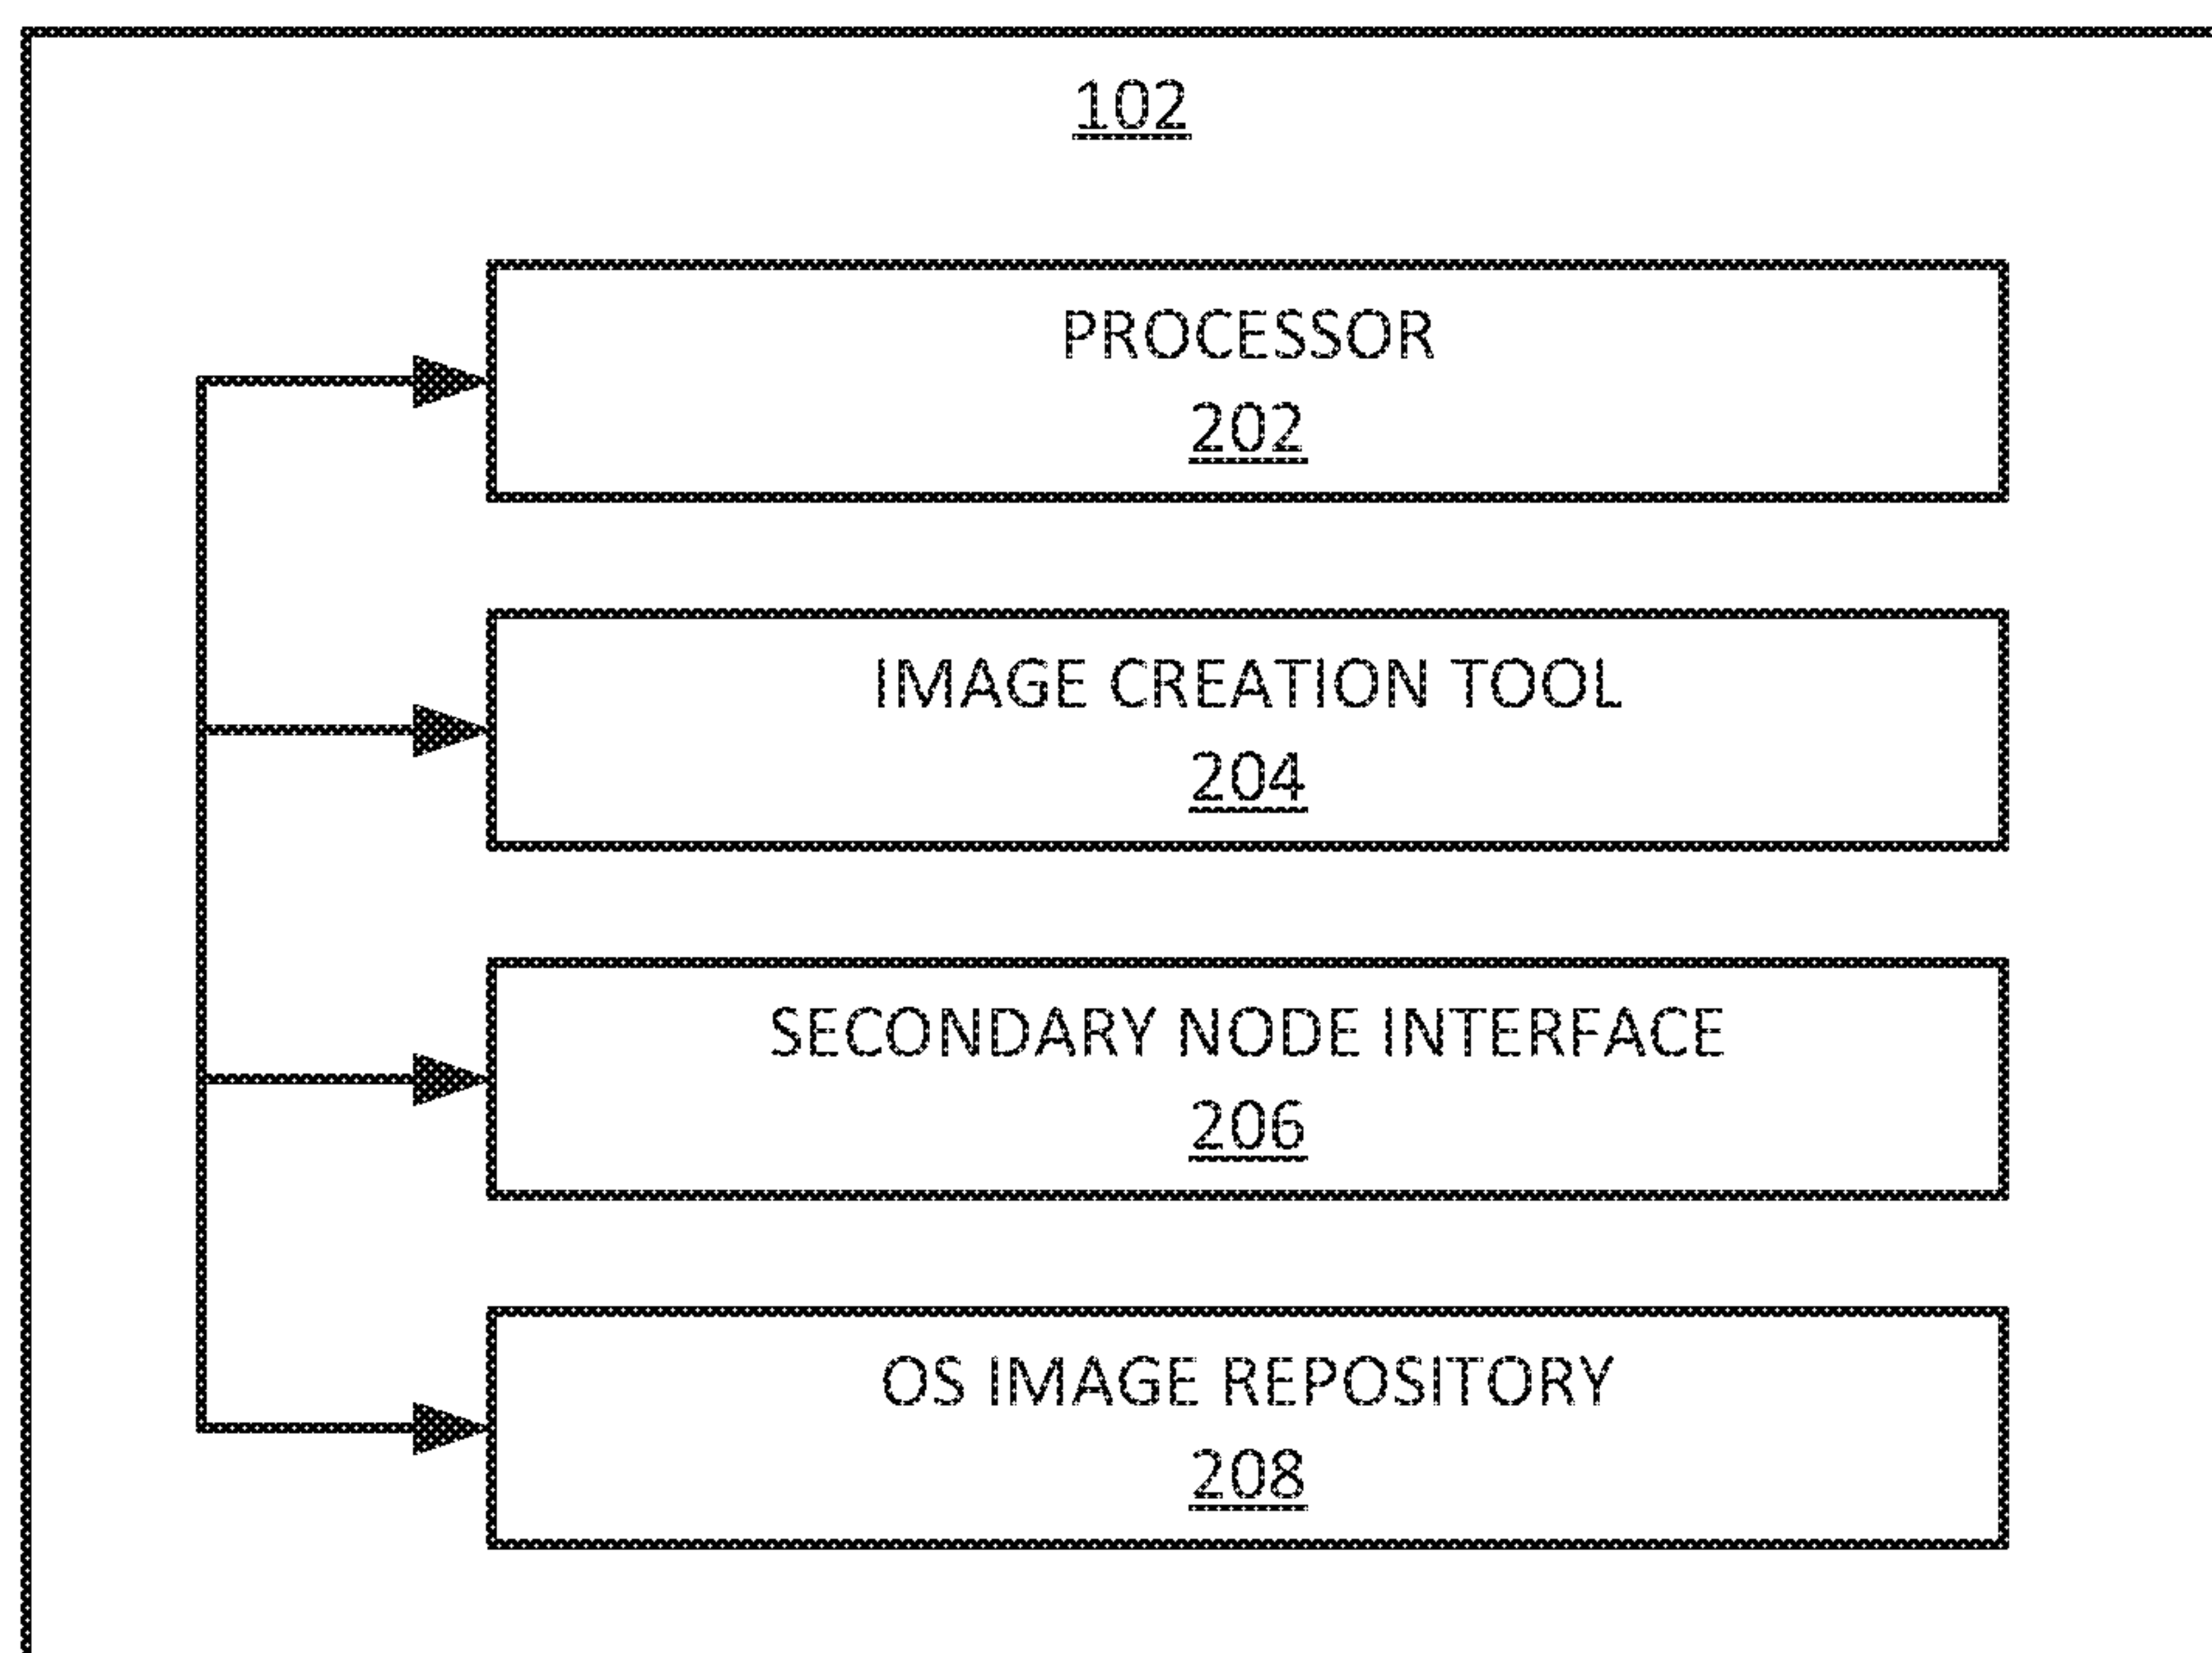 102
PROCESSOR
202
IMAGE CREATION TOOL
204
SECONDARY NODE INTERFACE
206
OS IMAGE REPOSITORY
208